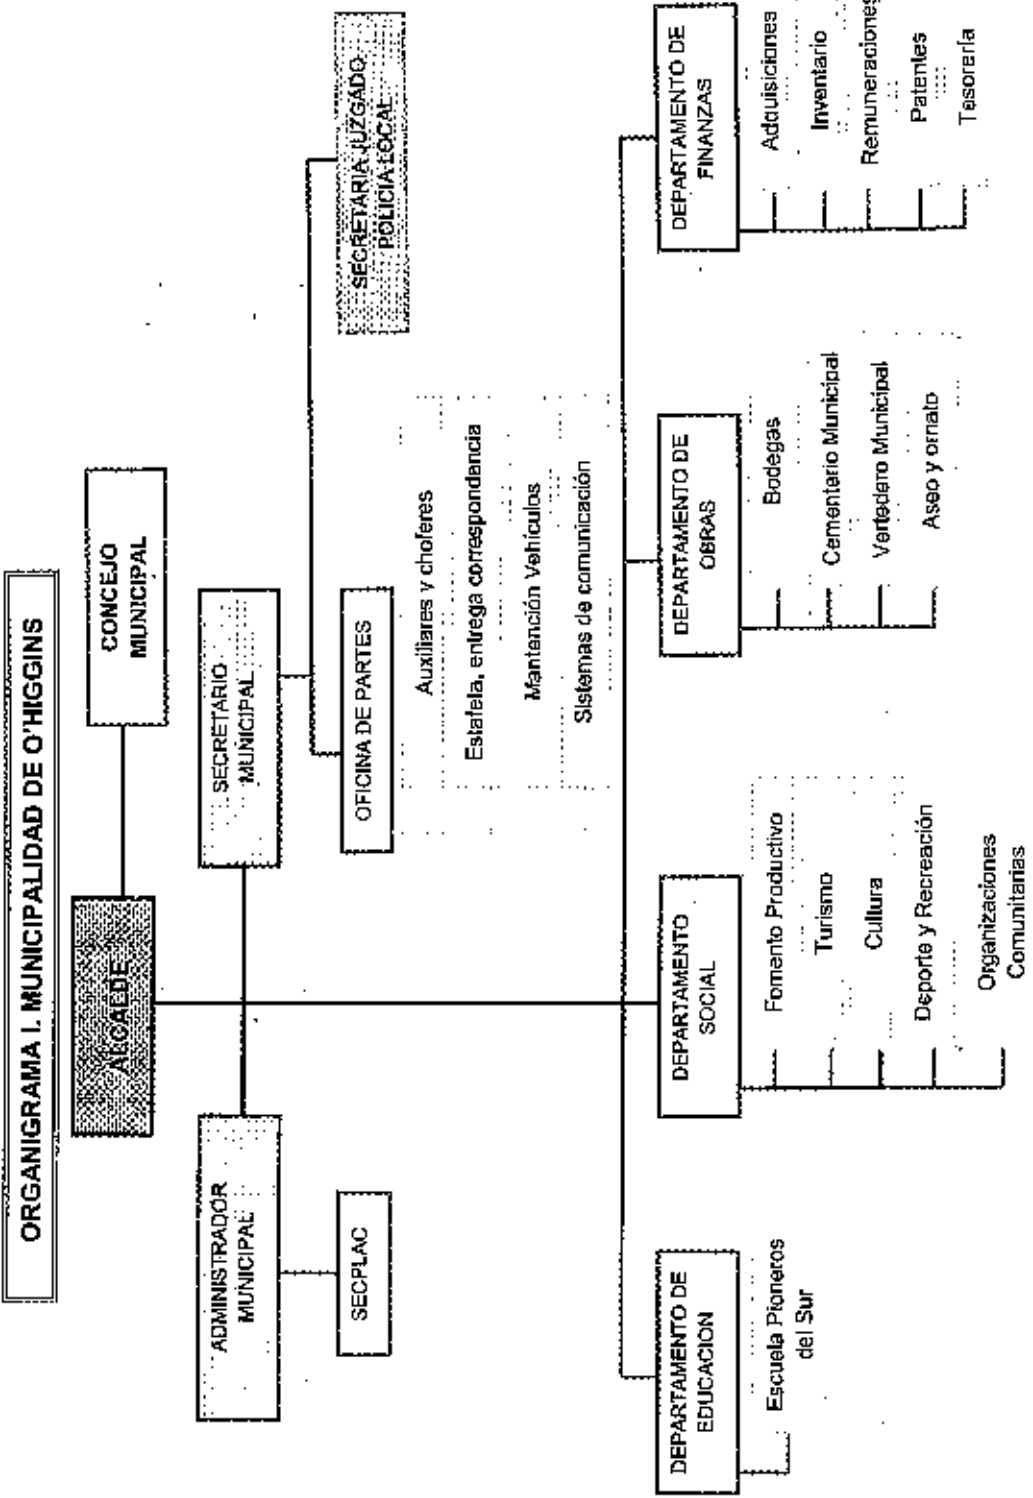 ORGANIGRAMA I. MUNICIPALIDAD DE O'HIGGINS
ALCALDE
CONCEJO
MUNICIPAL
ADMINISTRADOR
MUNICIPAL
SECRETARIO
MUNICIPAL
SECPLAC
OFICINA DE PARTES
SECRETARIA JUZGADO
POLICIA LOCAL
Auxiliares y choferes
Estafela, entrega correspondencia
Mantención Vehículos
Sistemas de comunicación
DEPARTAMENTO DE
EDUCACION
Escuela Pioneros
del Sur
DEPARTAMENTO
SOCIAL
Fomento Productivo
Turismo
Cultura
Deporte y Recreación
Organizaciones
Comunitarias
DEPARTAMENTO DE
OBRAS
Bodegas
Cementerio Municipal
Vertedero Municipal
Aseo y ornato
DEPARTAMENTO DE
FINANZAS
Adquisiciones
Inventario
Remuneraciones
Patentes
Tesorería